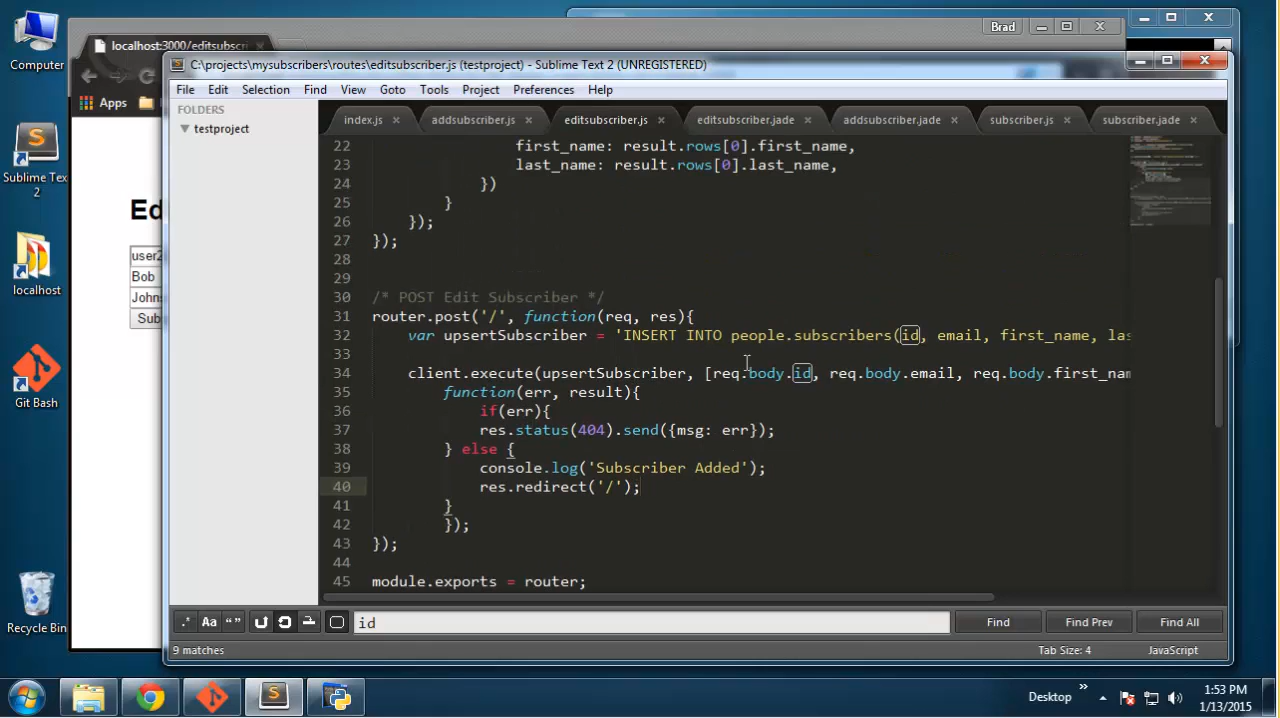 Computer
Sublime Text
2
localhost
Git Bash
Recycle Bin
Brad
localhost:3000/editsubscri
Apps
user2
Bob
Sub
C:\projects\mysubscribers\routes\editsubscriber.js (testproject) - Sublime Text 2 (UNREGISTERED)
File Edit Selection Find View Goto Tools Project Preferences Help
FOLDERS
testproject
index.js addsubscriber.js editsubscriber.js editsubscriber.jade addsubscriber.jade subscriber.js subscriber.jade
22 first_name: result.rows[0].first_name,
23 last_name: result.rows[0].last_name,
24 })
25 }
26 });
27 });
28
29
30 /* POST Edit Subscriber */
31 router.post('/', function(req, res){
32 var upsertSubscriber = 'INSERT INTO people.subscribers(id, email, first_name, las
33
34 client.execute(upsertSubscriber, [req.body.id, req.body.email, req.body.first_nam
35 function(err, result){
36 if(err){
37 res.status(404).send({msg: err});
38 } else {
39 console.log('Subscriber Added');
40 res.redirect('/');
41 }
42 });
43 });
44
45 module.exports = router;
.* Aa “” id Find Find Prev Find All
9 matches Tab Size: 4 JavaScript
Desktop » 1:53 PM
1/13/2015